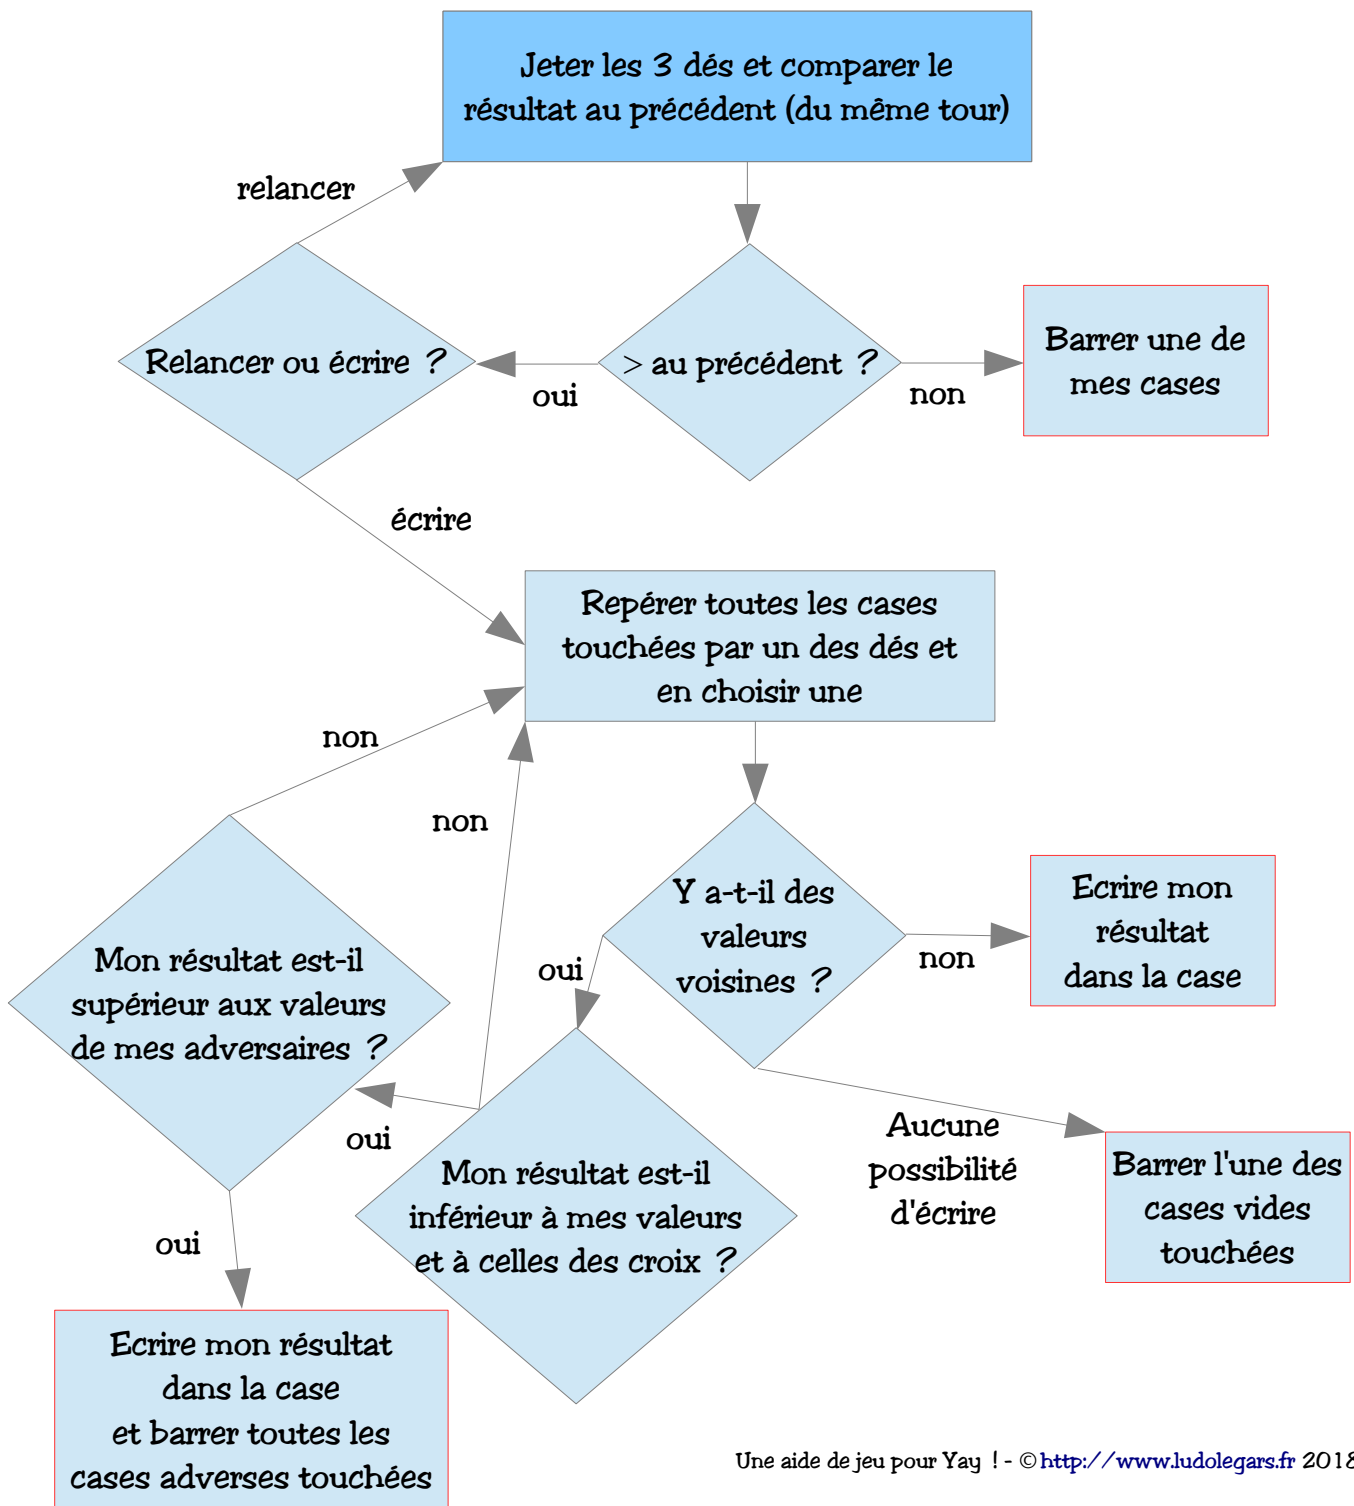 Jeter les 3 dés et comparer le
résultat au précédent (du même tour)
relancer
Relancer ou écrire ?
oui
> au précédent ?
non
Barrer une de
mes cases
écrire
Repérer toutes les cases
touchées par un des dés et
en choisir une
non
non
Y a-t-il des
valeurs
voisines ?
non
Ecrire mon
résultat
dans la case
oui
Mon résultat est-il
supérieur aux valeurs
de mes adversaires ?
oui
Mon résultat est-il
inférieur à mes valeurs
et à celles des croix ?
Aucune
possibilité
d'écrire
Barrer l'une des
cases vides
touchées
oui
Ecrire mon résultat
dans la case
et barrer toutes les
cases adverses touchées
Une aide de jeu pour Yay ! - © http://www.ludolegars.fr 2018